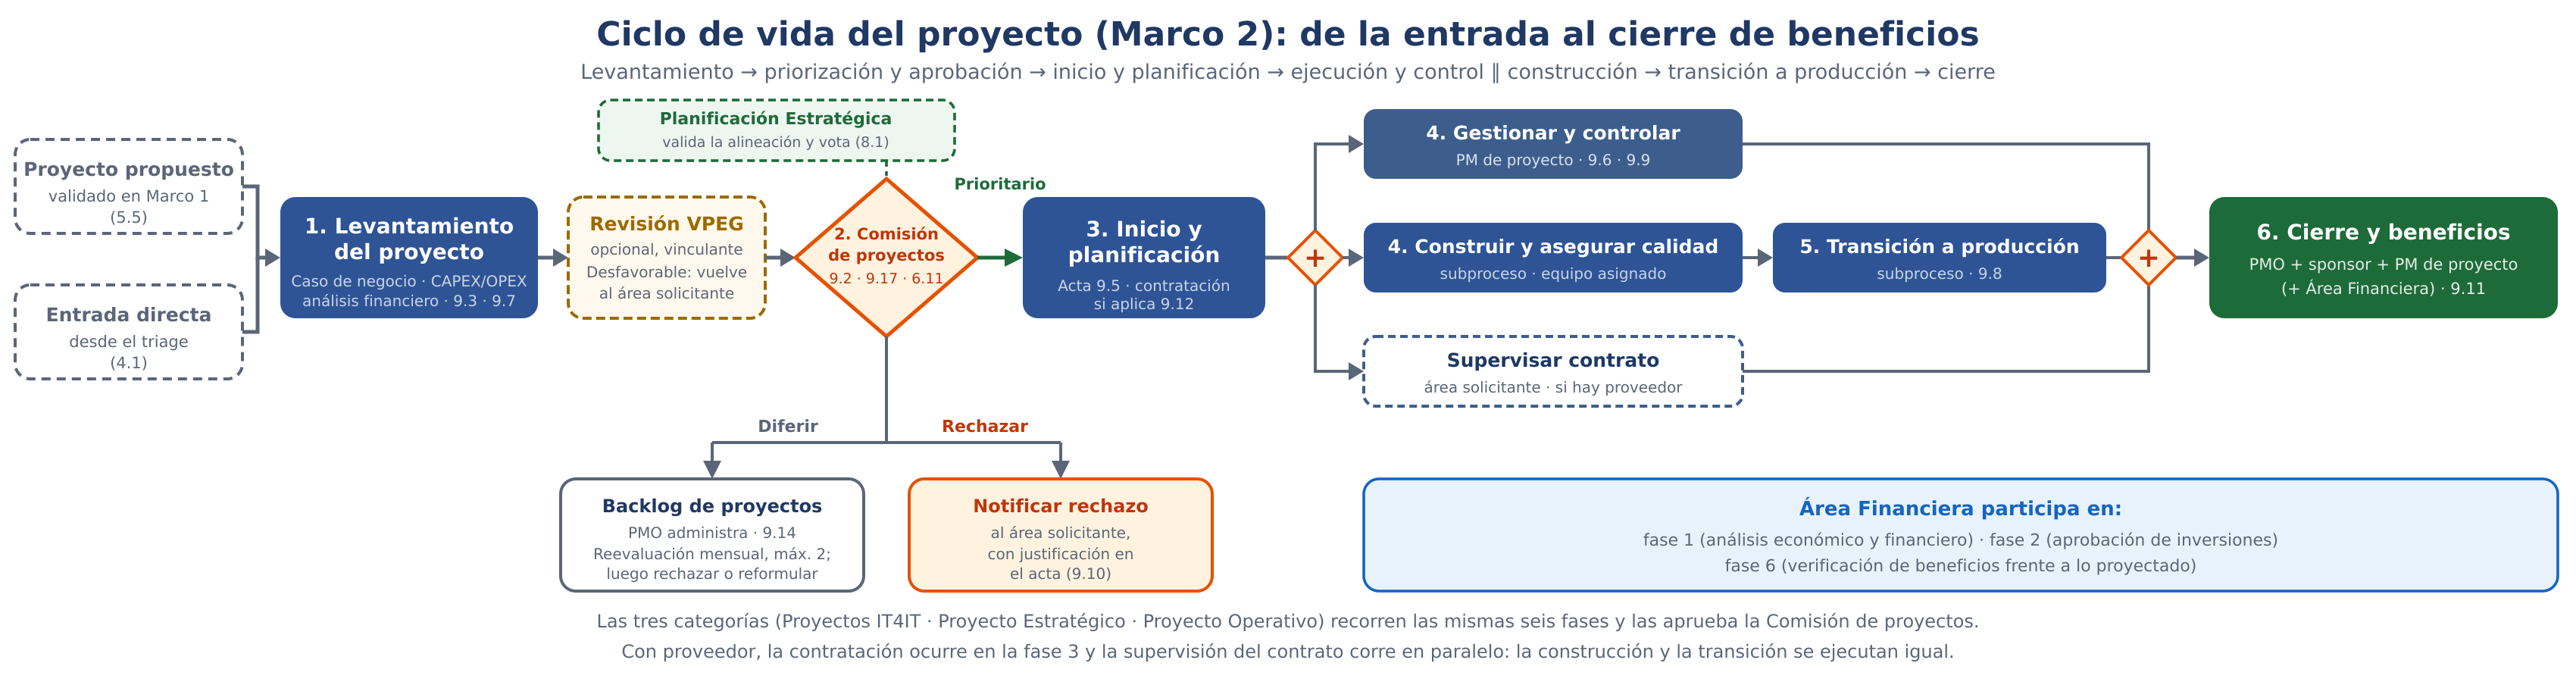 Ciclo de vida del proyecto (Marco 2): de la entrada al cierre de beneficios
Levantamiento → priorización y aprobación → inicio y planificación → ejecución y control ∥ construcción → transición a producción → cierre
Proyecto propuesto
validado en Marco 1
(5.5)
Entrada directa
desde el triage
(4.1)
1. Levantamiento
del proyecto
Caso de negocio · CAPEX/OPEX
análisis financiero · 9.3 · 9.7
Revisión VPEG
opcional, vinculante
Desfavorable: vuelve
al área solicitante
Planificación Estratégica
valida la alineación y vota (8.1)
2. Comisión
de proyectos
9.2 · 9.17 · 6.11
Prioritario
3. Inicio y
planificación
Acta 9.5 · contratación
si aplica 9.12
+
4. Gestionar y controlar
PM de proyecto · 9.6 · 9.9
4. Construir y asegurar calidad
subproceso · equipo asignado
5. Transición a producción
subproceso · 9.8
Supervisar contrato
área solicitante · si hay proveedor
+
6. Cierre y beneficios
PMO + sponsor + PM de proyecto
(+ Área Financiera) · 9.11
Diferir
Rechazar
Backlog de proyectos
PMO administra · 9.14
Reevaluación mensual, máx. 2;
luego rechazar o reformular
Notificar rechazo
al área solicitante,
con justificación en
el acta (9.10)
Área Financiera participa en:
fase 1 (análisis económico y financiero) · fase 2 (aprobación de inversiones)
fase 6 (verificación de beneficios frente a lo proyectado)
Las tres categorías (Proyectos IT4IT · Proyecto Estratégico · Proyecto Operativo) recorren las mismas seis fases y las aprueba la Comisión de proyectos.
Con proveedor, la contratación ocurre en la fase 3 y la supervisión del contrato corre en paralelo: la construcción y la transición se ejecutan igual.